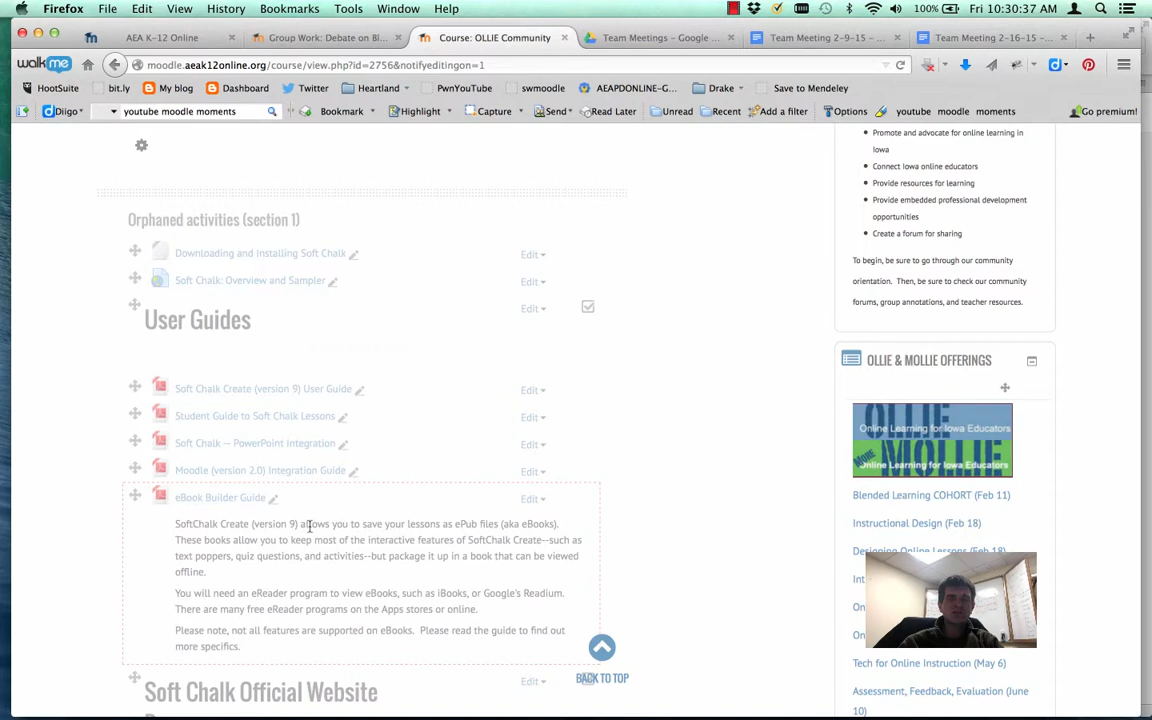 Firefox File Edit View History Bookmarks Tools Window Help 100% Fri 10:30:37 AM
AEA K-12 Online Group Work: Debate on Bl... Course: OLLIE Community Team Meetings – Google ... Team Meeting 2-9-15 – ... Team Meeting 2-16-15 – ...
walkme moodle.aeak12online.org/course/view.php?id=2756&notifyeditingon=1
HootSuite bit.ly My blog Dashboard Twitter Heartland PwnYouTube swmoodle AEAPDONLINE-G... Drake Save to Mendeley
Diigo youtube moodle moments Bookmark Highlight Capture Send Read Later Unread Recent Add a filter Options youtube moodle moments Go premium!
Orphaned activities (section 1)
Downloading and Installing Soft Chalk Edit
Soft Chalk: Overview and Sampler Edit
User Guides Edit
Soft Chalk Create (version 9) User Guide Edit
Student Guide to Soft Chalk Lessons Edit
Soft Chalk -- PowerPoint Integration Edit
Moodle (version 2.0) Integration Guide Edit
eBook Builder Guide Edit
SoftChalk Create (version 9) allows you to save your lessons as ePub files (aka eBooks).
These books allow you to keep most of the interactive features of SoftChalk Create--such as
text poppers, quiz questions, and activities--but package it up in a book that can be viewed
offline.
You will need an eReader program to view eBooks, such as iBooks, or Google's Readium.
There are many free eReader programs on the Apps stores or online.
Please note, not all features are supported on eBooks. Please read the guide to find out
more specifics.
Soft Chalk Official Website Edit
BACK TO TOP
Promote and advocate for online learning in
Iowa
Connect Iowa online educators
Provide resources for learning
Provide embedded professional development
opportunities
Create a forum for sharing
To begin, be sure to go through our community
orientation. Then, be sure to check our community
forums, group annotations, and teacher resources.
OLLIE & MOLLIE OFFERINGS
OLLIE
Online Learning for Iowa Educators
MORE MOLLIE
Online Learning for Iowa Educators
Blended Learning COHORT (Feb 11)
Instructional Design (Feb 18)
Designing Online Lessons (Feb 18)
Int
On
On
Tech for Online Instruction (May 6)
Assessment, Feedback, Evaluation (June
10)